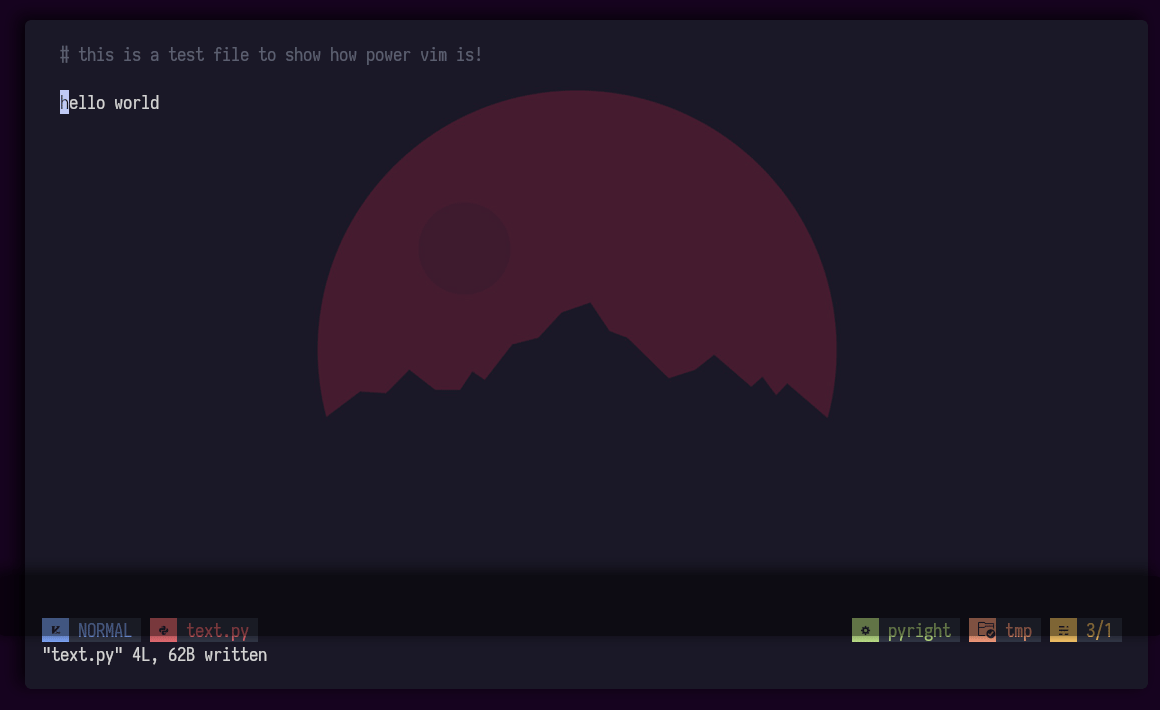 # this is a test file to show how power vim is!
hello world
NORMAL text.py pyright tmp 3/1
"text.py" 4L, 62B written